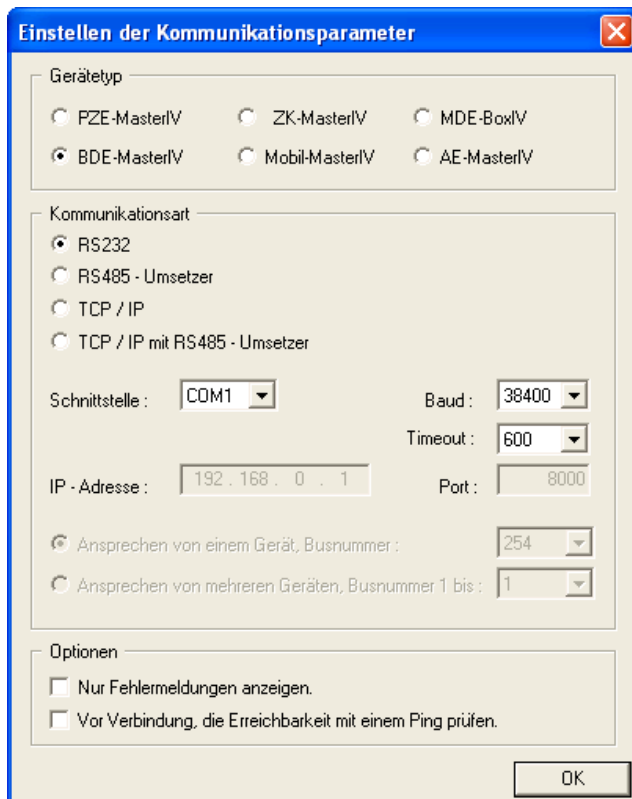 Einstellen der Kommunikationsparameter
Gerätetyp
PZE-MasterIV ZK-MasterIV MDE-BoxIV
BDE-MasterIV Mobil-MasterIV AE-MasterIV
Kommunikationsart
RS232
RS485 - Umsetzer
TCP / IP
TCP / IP mit RS485 - Umsetzer
Schnittstelle : COM1 Baud : 38400
Timeout : 600
IP - Adresse : 192 . 168 . 0 . 1 Port : 8000
Ansprechen von einem Gerät, Busnummer : 254
Ansprechen von mehreren Geräten, Busnummer 1 bis : 1
Optionen
Nur Fehlermeldungen anzeigen.
Vor Verbindung, die Erreichbarkeit mit einem Ping prüfen.
OK